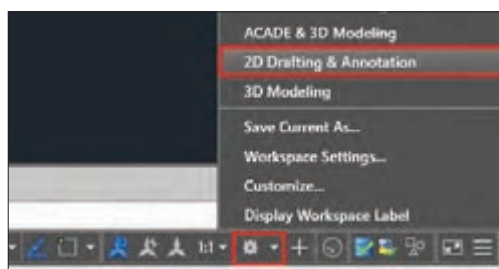 ACADE & 3D Modeling
2D Drafting & Annotation
3D Modeling
Save Current As...
Workspace Settings...
Customize...
Display Workspace Label
1:1